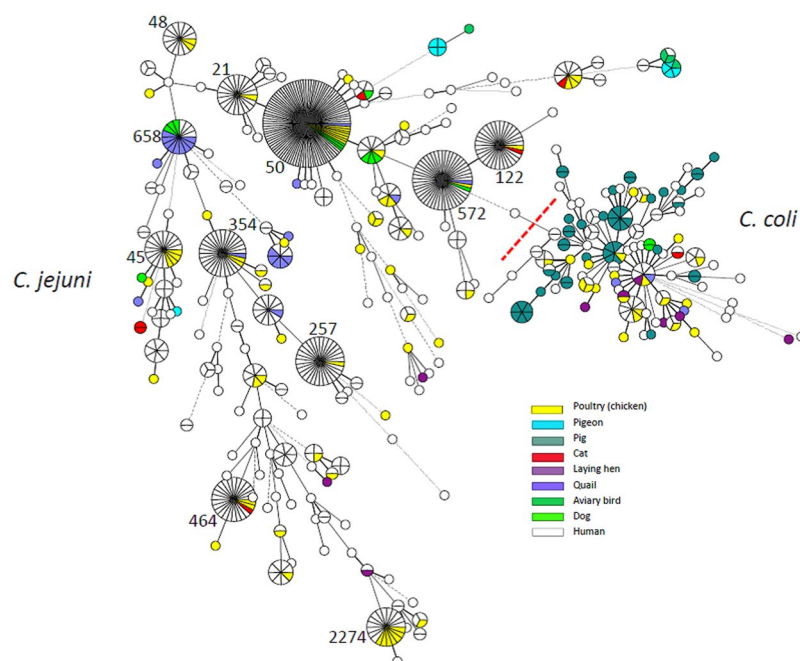 48
21
658
50
122
572
C. coli
354
45
C. jejuni
257
Poultry (chicken)
Pigeon
Pig
Cat
Laying hen
Quail
Aviary bird
Dog
Human
464
2274